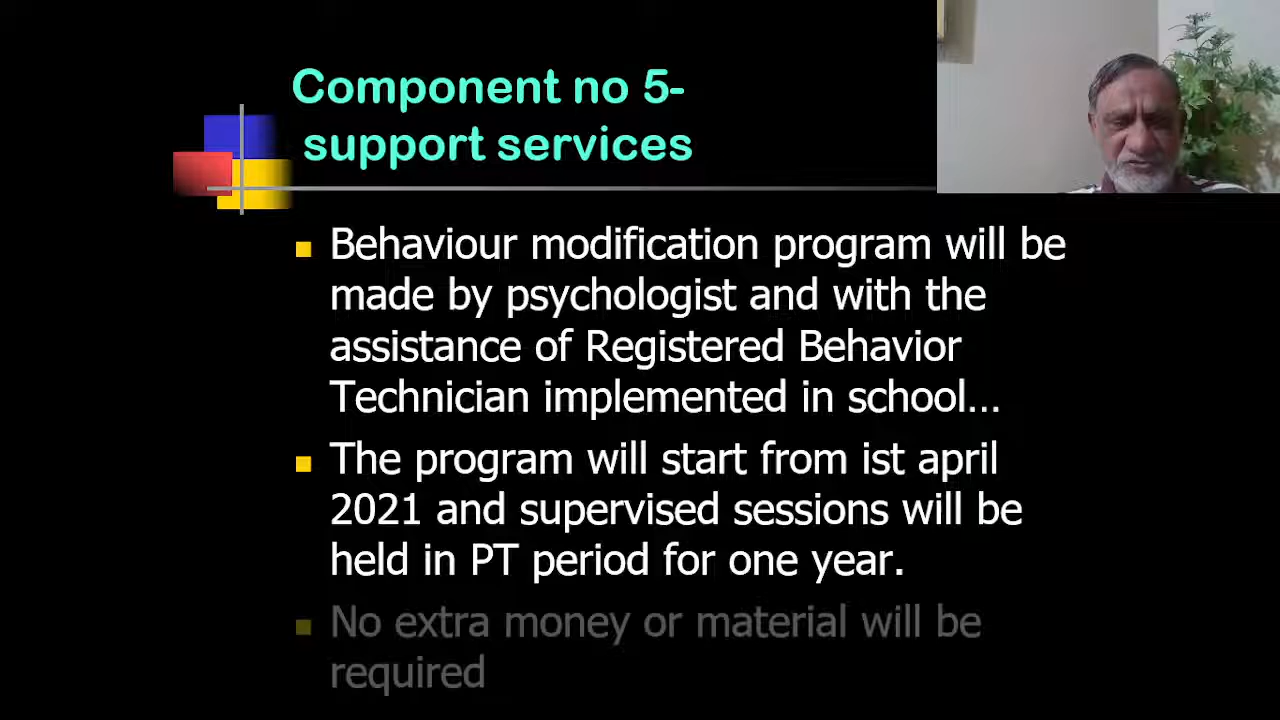 Component no 5-
support services
Behaviour modification program will be
made by psychologist and with the
assistance of Registered Behavior
Technician implemented in school...
The program will start from ist april
2021 and supervised sessions will be
held in PT period for one year.
No extra money or material will be
required